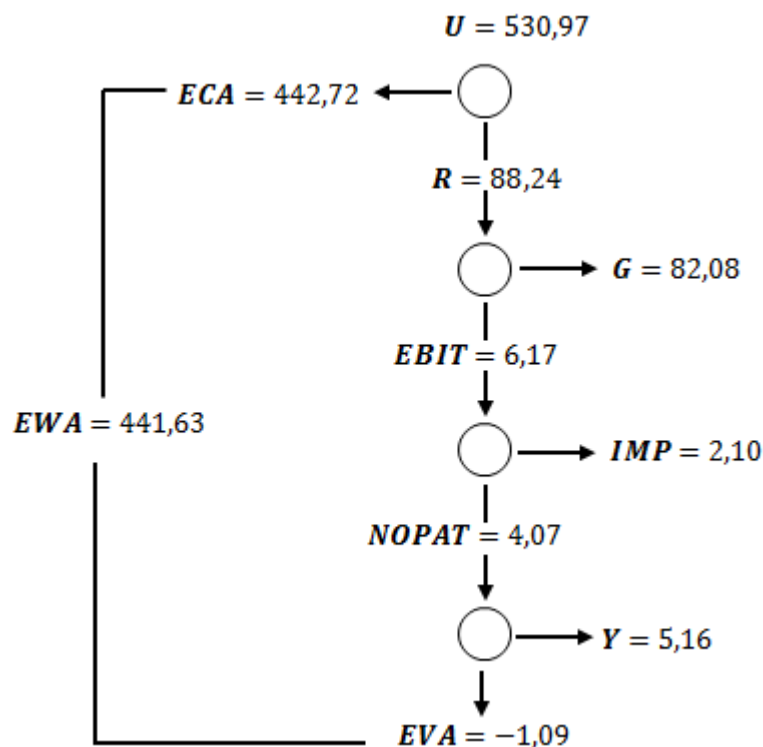 U = 530,97
ECA = 442,72
R = 88,24
G = 82,08
EBIT = 6,17
EWA = 441,63
IMP = 2,10
NOPAT = 4,07
Y = 5,16
EVA = −1,09